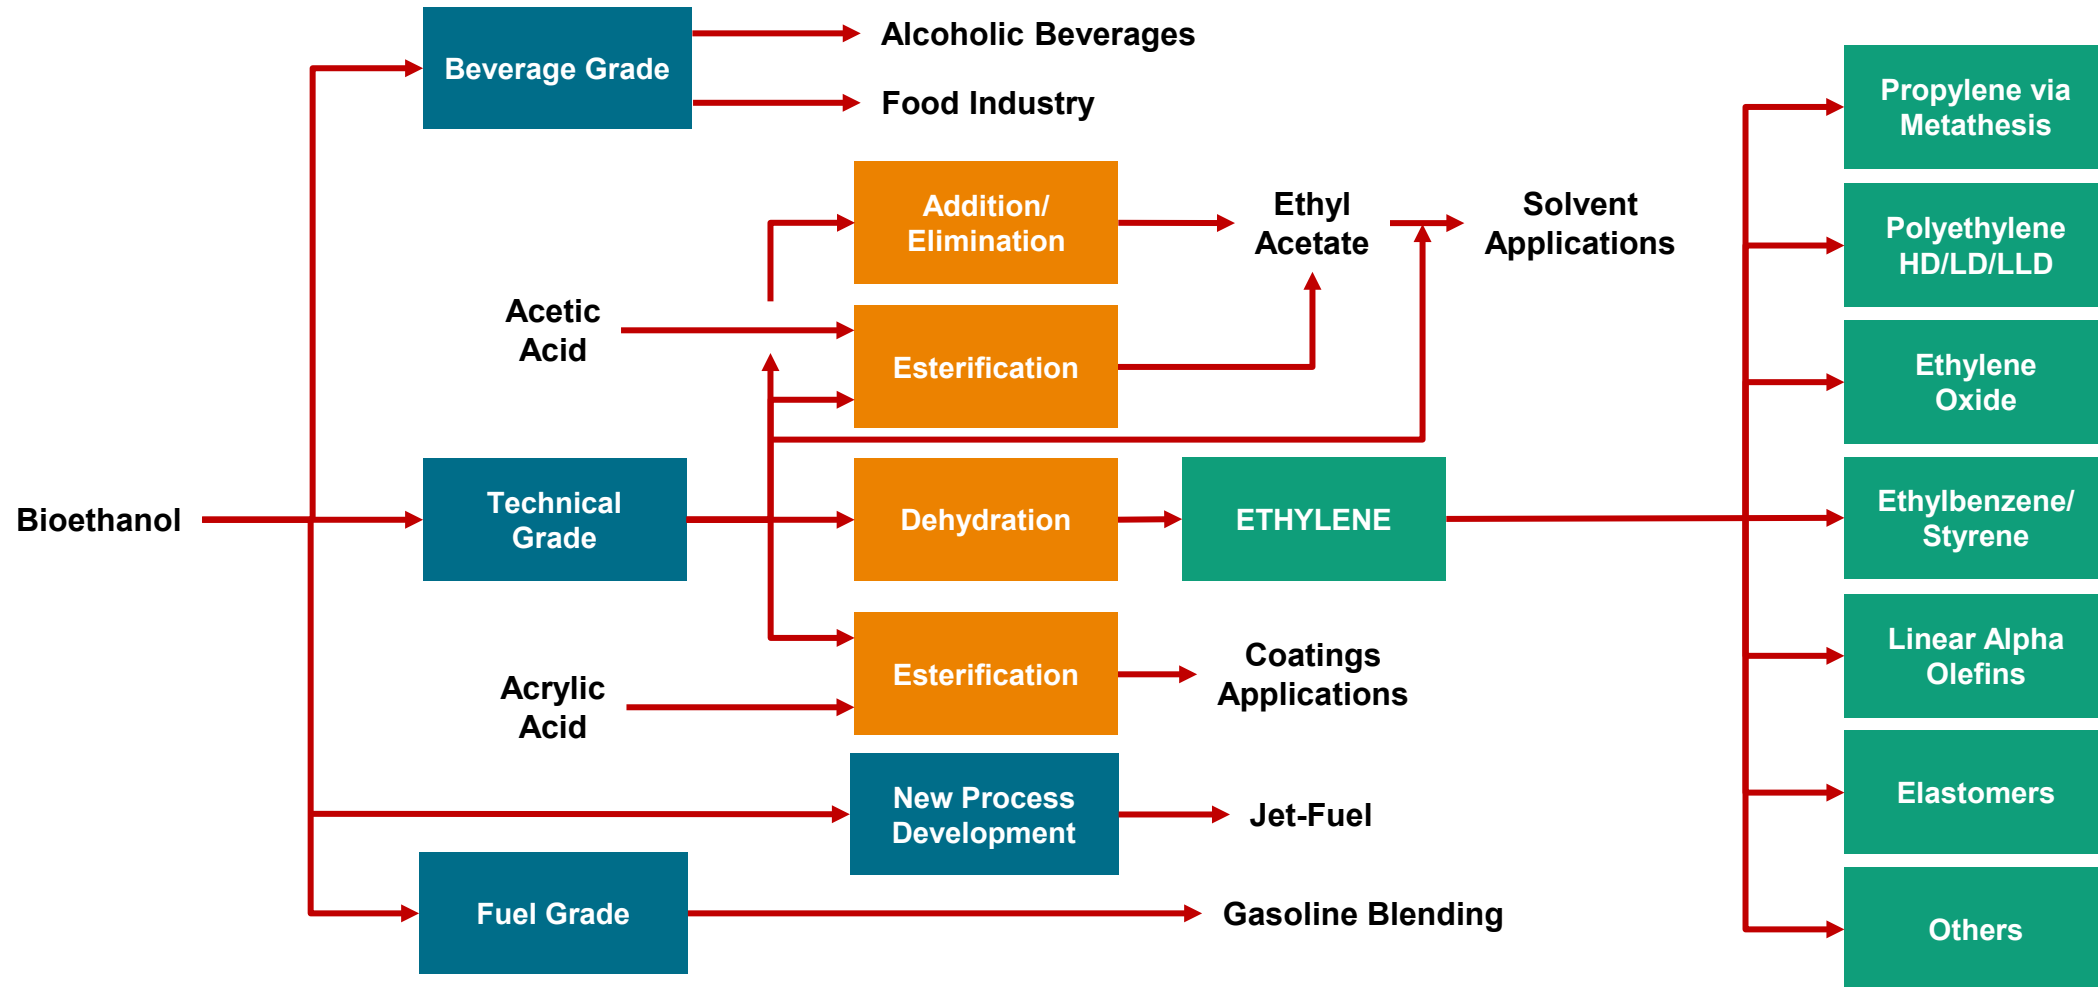 Bioethanol
Beverage Grade
Alcoholic Beverages
Food Industry
Acetic
Acid
Addition/
Elimination
Esterification
Ethyl
Acetate
Solvent
Applications
Technical
Grade
Dehydration
ETHYLENE
Acrylic
Acid
Esterification
Coatings
Applications
New Process
Development
Jet-Fuel
Fuel Grade
Gasoline Blending
Propylene via
Metathesis
Polyethylene
HD/LD/LLD
Ethylene
Oxide
Ethylbenzene/
Styrene
Linear Alpha
Olefins
Elastomers
Others